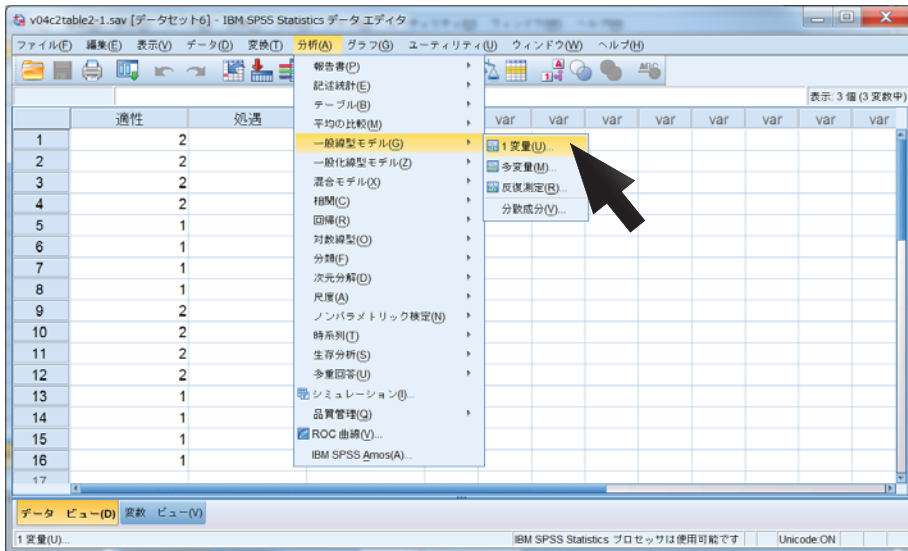 v04c2table2-1.sav [データセット6] - IBM SPSS Statistics データ エディタ
ファイル(F) 編集(E) 表示(V) データ(D) 変換(T) 分析(A) グラフ(G) ユーティリティ(U) ウィンドウ(W) ヘルプ(H)
表示: 3 個 (3 変数中)
適性 処遇 var var var var var var var
1 2
2 2
3 2
4 2
5 1
6 1
7 1
8 1
9 2
10 2
11 2
12 2
13 1
14 1
15 1
16 1
17
報告書(P)
記述統計(E)
テーブル(B)
平均の比較(M)
一般線型モデル(G)
一般化線型モデル(Z)
混合モデル(X)
相関(C)
回帰(R)
対数線型(O)
分類(F)
次元分解(D)
尺度(A)
ノンパラメトリック検定(N)
時系列(T)
生存分析(S)
多重回答(U)
シミュレーション(I)...
品質管理(Q)
ROC 曲線(V)...
IBM SPSS Amos(A)...
1 変量(U)...
多変量(M)...
反復測定(R)...
分散成分(V)...
データ ビュー(D) 変数 ビュー(V)
1 変量(U)... IBM SPSS Statistics プロセッサは使用可能です Unicode:ON